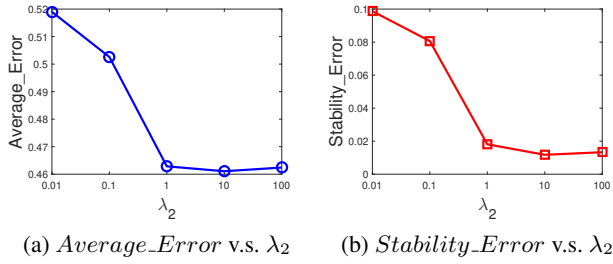 0.52
0.51
0.5
0.49
0.48
0.47
0.46
Average_Error
0.01 0.1 1 10 100
λ2
0.1
0.08
0.06
0.04
0.02
0
Stability_Error
0.01 0.1 1 10 100
λ2
(a) Average_Error v.s. λ2
(b) Stability_Error v.s. λ2